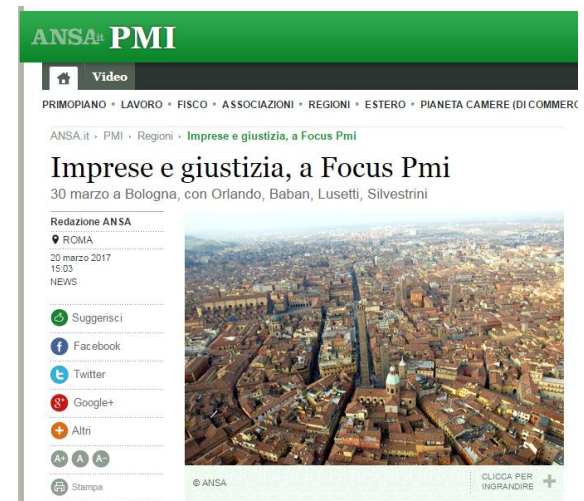 ANSA.it PMI
Video
PRIMOPIANO • LAVORO • FISCO • ASSOCIAZIONI • REGIONI • ESTERO • PIANETA CAMERE (DI COMMERC
ANSA.it › PMI › Regioni › Imprese e giustizia, a Focus Pmi
Imprese e giustizia, a Focus Pmi
30 marzo a Bologna, con Orlando, Baban, Lusetti, Silvestrini
Redazione ANSA
ROMA
20 marzo 2017
15:03
NEWS
Suggerisci
Facebook
Twitter
Google+
Altri
A+ A A-
Stampa
© ANSA
CLICCA PER
INGRANDIRE